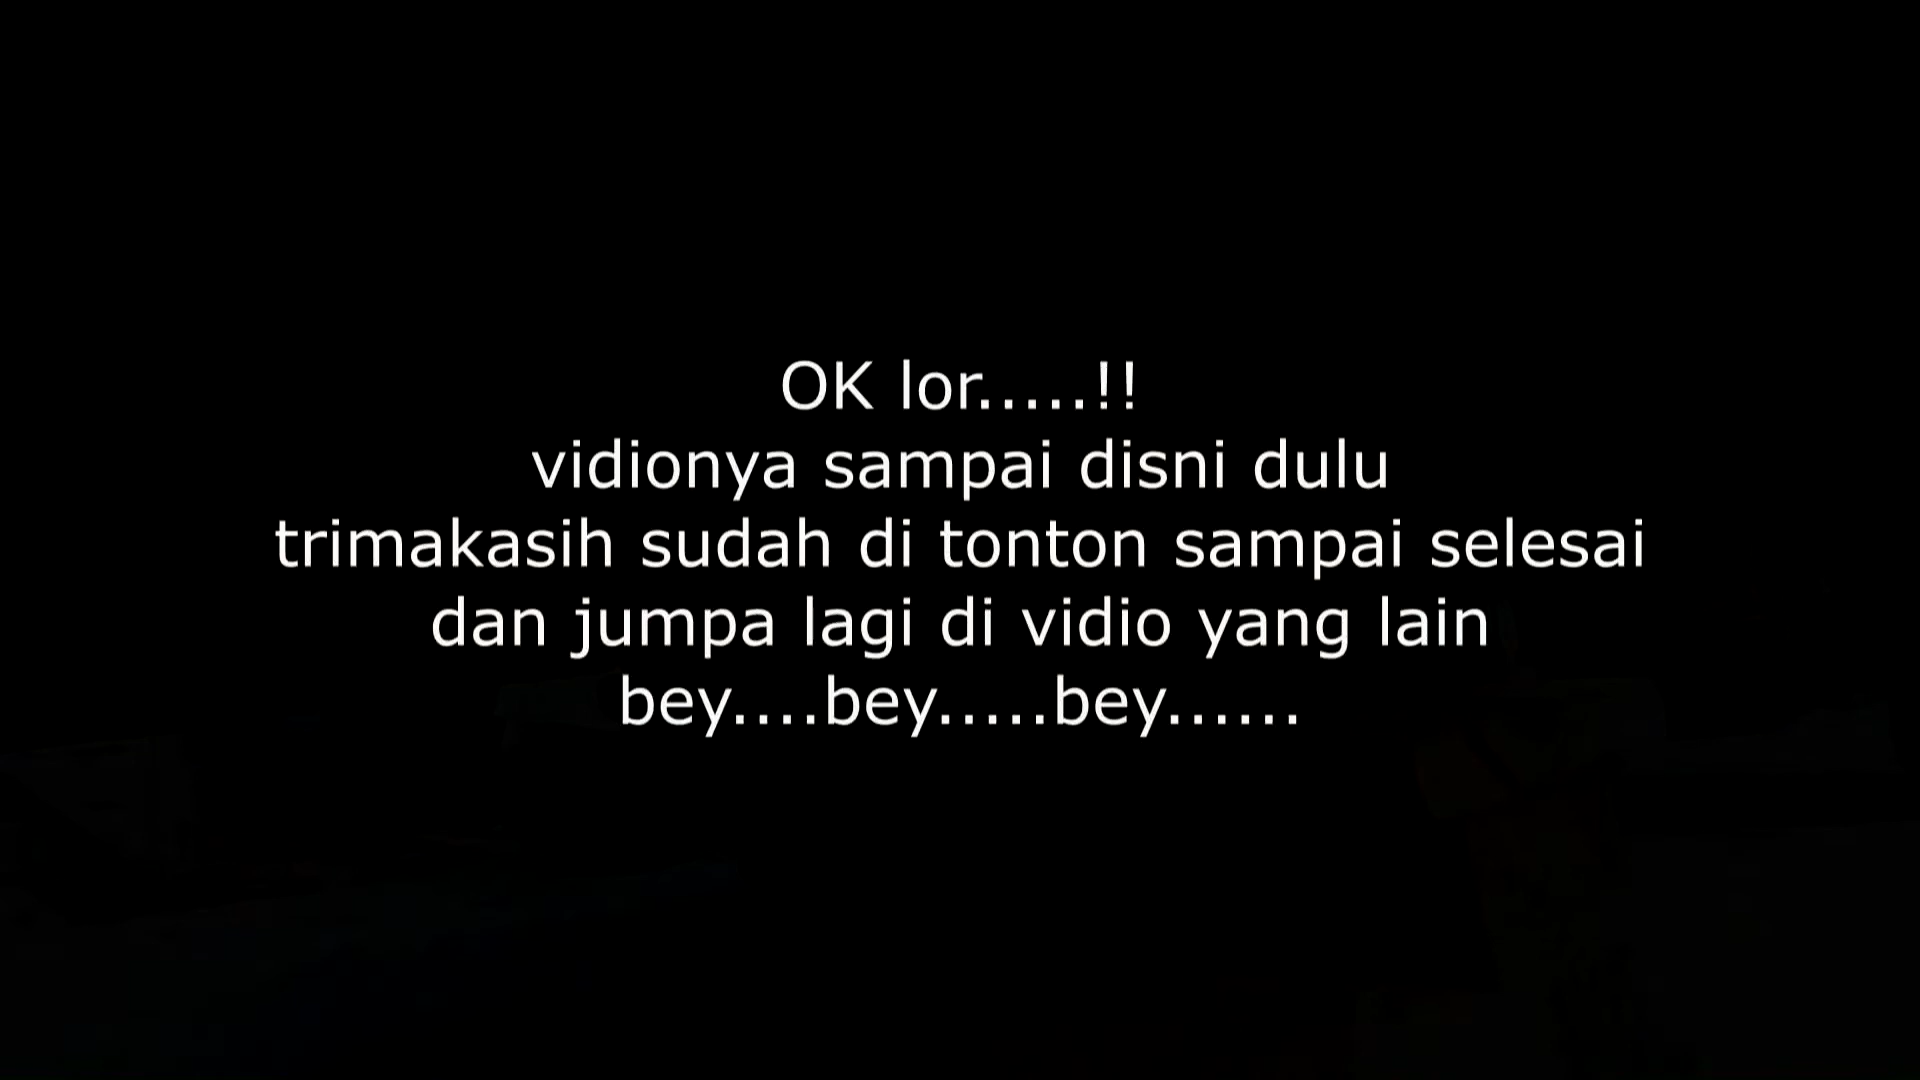 OK lor.....!!
vidionya sampai disni dulu
trimakasih sudah di tonton sampai selesai
dan jumpa lagi di vidio yang lain
bey....bey.....bey......